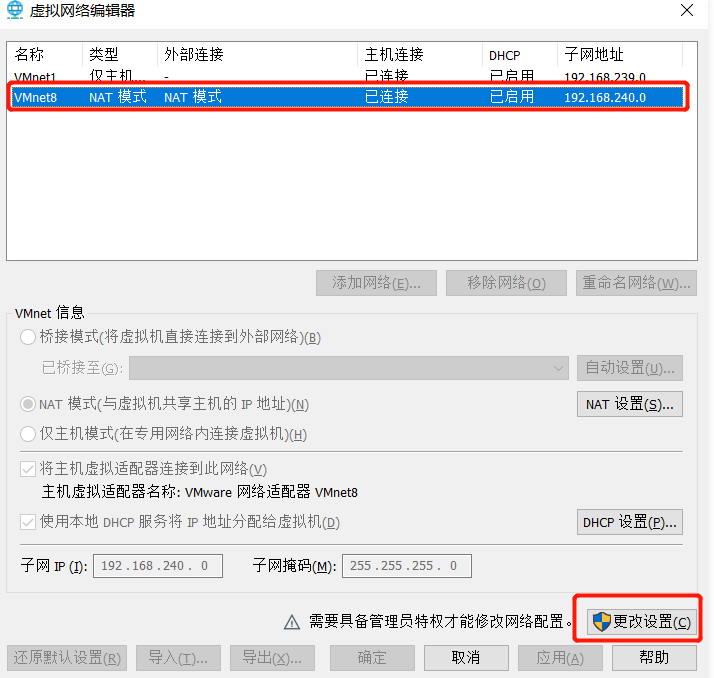 虚拟网络编辑器
名称 类型 外部连接 主机连接 DHCP 子网地址
VMnet1 仅主机... - 已连接 已启用 192.168.239.0
VMnet8 NAT 模式 NAT 模式 已连接 已启用 192.168.240.0
添加网络(E)... 移除网络(O) 重命名网络(W)...
VMnet 信息
桥接模式(将虚拟机直接连接到外部网络)(B)
已桥接至(G): 自动设置(U)...
NAT 模式(与虚拟机共享主机的 IP 地址)(N) NAT 设置(S)...
仅主机模式(在专用网络内连接虚拟机)(H)
将主机虚拟适配器连接到此网络(V)
主机虚拟适配器名称: VMware 网络适配器 VMnet8
使用本地 DHCP 服务将 IP 地址分配给虚拟机(D) DHCP 设置(P)...
子网 IP (I): 192.168.240. 0 子网掩码(M): 255.255.255. 0
需要具备管理员特权才能修改网络配置。 更改设置(C)
还原默认设置(R) 导入(T)... 导出(X)... 确定 取消 应用(A) 帮助